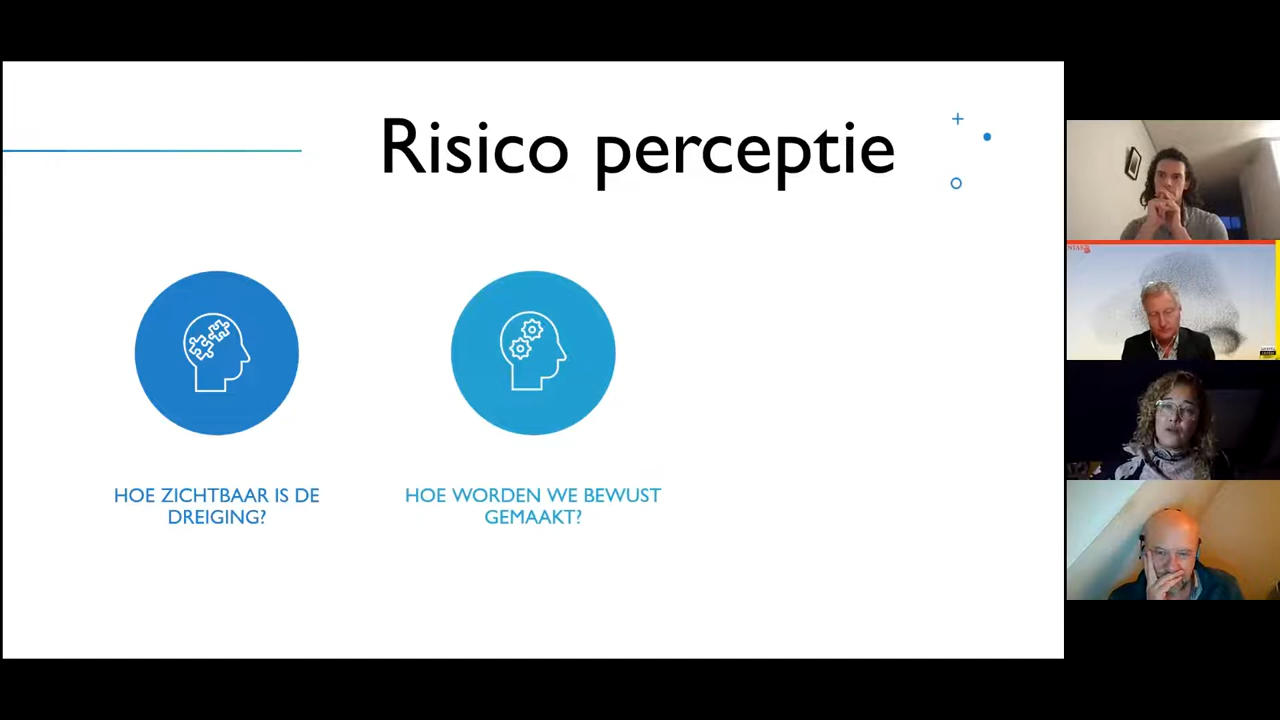 Risico perceptie
HOE ZICHTBAAR IS DE
DREIGING?
HOE WORDEN WE BEWUST
GEMAAKT?